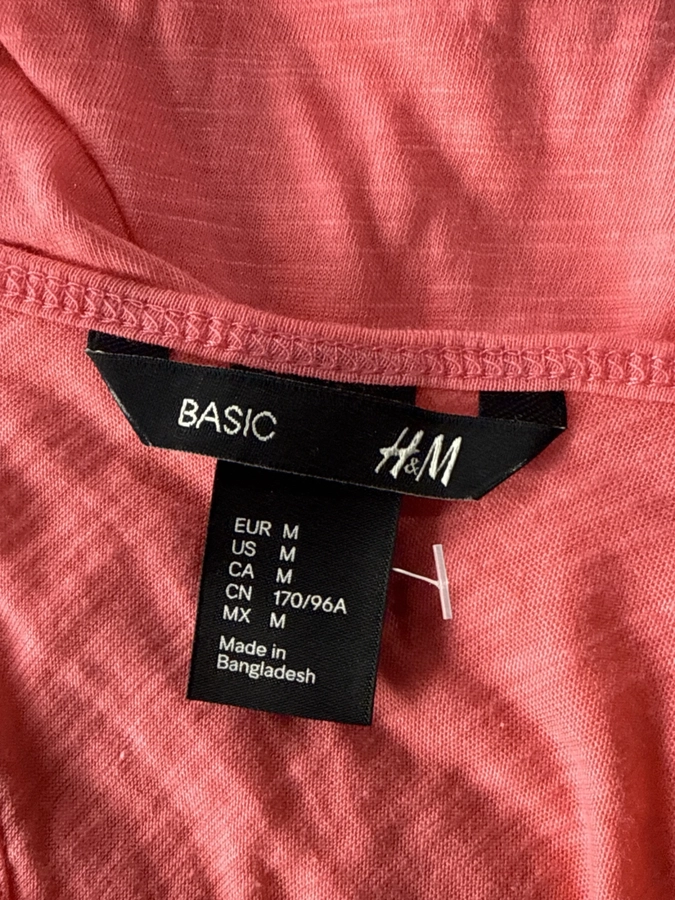 BASIC H&M
EUR M
US M
CA M
CN 170/96A
MX M
Made in
Bangladesh